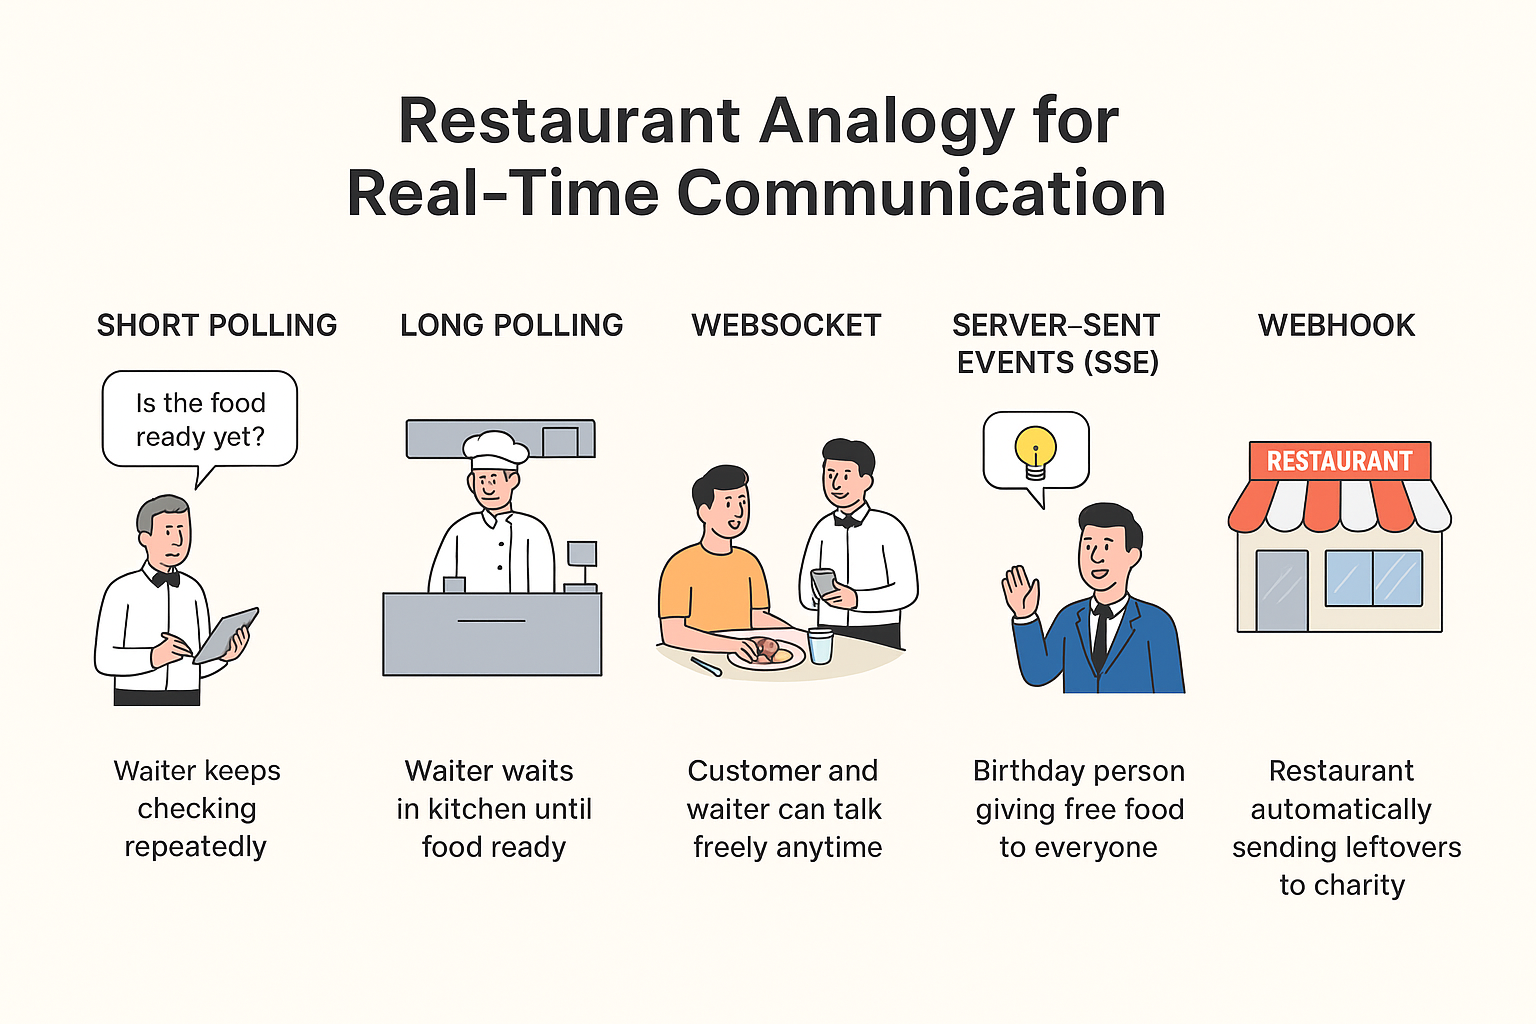 Restaurant Analogy for
Real-Time Communication
SHORT POLLING
Is the food
ready yet?
Waiter keeps
checking
repeatedly
LONG POLLING
Waiter waits
in kitchen until
food ready
WEBSOCKET
Customer and
waiter can talk
freely anytime
SERVER–SENT
EVENTS (SSE)
Birthday person
giving free food
to everyone
WEBHOOK
RESTAURANT
Restaurant
automatically
sending leftovers
to charity